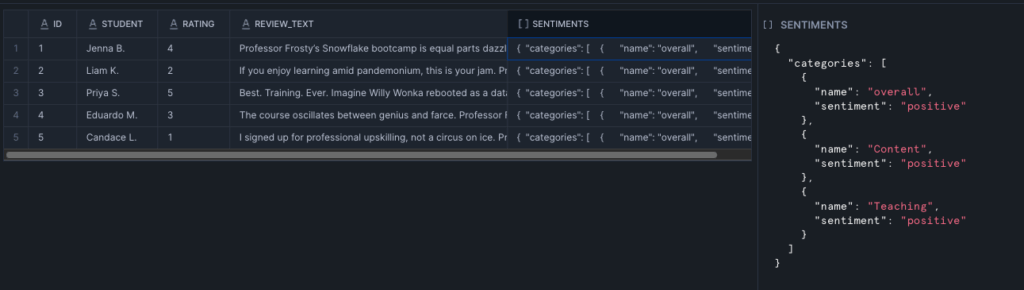 ID STUDENT RATING REVIEW_TEXT [ ] SENTIMENTS
1 1 Jenna B. 4 Professor Frosty's Snowflake bootcamp is equal parts dazzl { "categories": [ { "name": "overall", "sentime
2 2 Liam K. 2 If you enjoy learning amid pandemonium, this is your jam. Pr { "categories": [ { "name": "overall", "sentime
3 3 Priya S. 5 Best. Training. Ever. Imagine Willy Wonka rebooted as a dat { "categories": [ { "name": "overall", "sentime
4 4 Eduardo M. 3 The course oscillates between genius and farce. Professor F { "categories": [ { "name": "overall", "sentime
5 5 Candace L. 1 I signed up for professional upskilling, not a circus on ice. Pr { "categories": [ { "name": "overall", "sentime
[ ] SENTIMENTS
{
"categories": [
{
"name": "overall",
"sentiment": "positive"
},
{
"name": "Content",
"sentiment": "positive"
},
{
"name": "Teaching",
"sentiment": "positive"
}
]
}